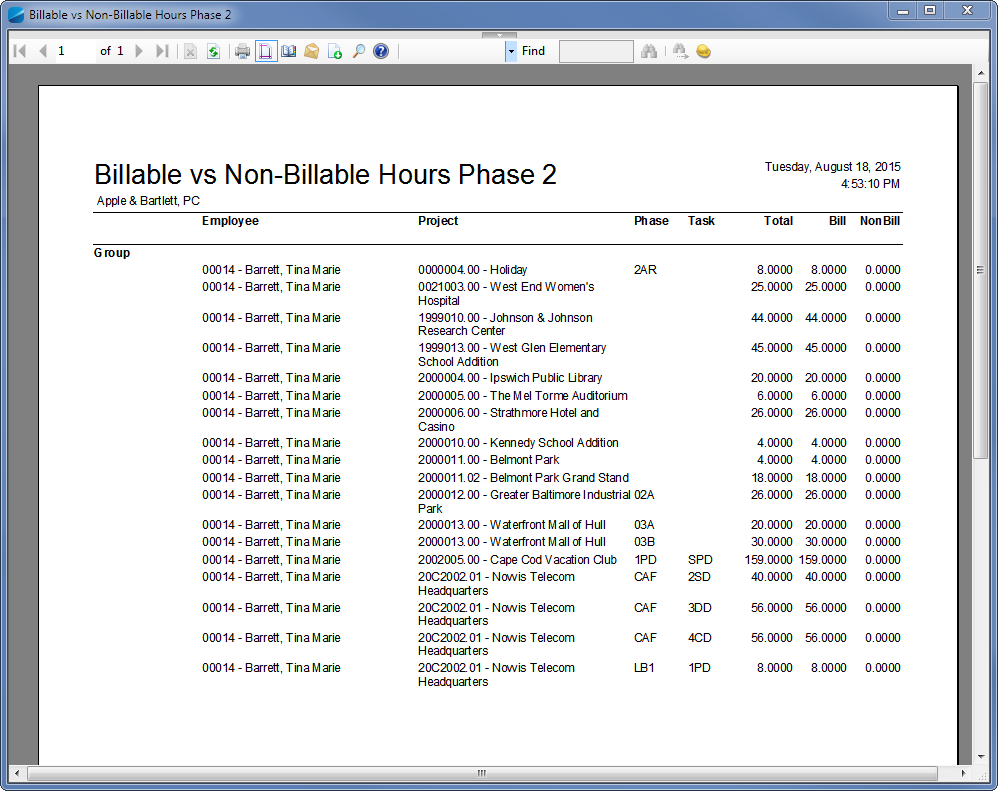 Billable vs Non-Billable Hours Phase 2
1 of 1 Find
Billable vs Non-Billable Hours Phase 2
Tuesday, August 18, 2015
4:53:10 PM
Apple & Bartlett, PC
Employee Project Phase Task Total Bill NonBill
Group
00014 - Barrett, Tina Marie 0000004.00 - Holiday 2AR 8.0000 8.0000 0.0000
00014 - Barrett, Tina Marie 0021003.00 - West End Women's 25.0000 25.0000 0.0000
Hospital
00014 - Barrett, Tina Marie 1999010.00 - Johnson & Johnson 44.0000 44.0000 0.0000
Research Center
00014 - Barrett, Tina Marie 1999013.00 - West Glen Elementary 45.0000 45.0000 0.0000
School Addition
00014 - Barrett, Tina Marie 2000004.00 - Ipswich Public Library 20.0000 20.0000 0.0000
00014 - Barrett, Tina Marie 2000005.00 - The Mel Torme Auditorium 6.0000 6.0000 0.0000
00014 - Barrett, Tina Marie 2000006.00 - Strathmore Hotel and 26.0000 26.0000 0.0000
Casino
00014 - Barrett, Tina Marie 2000010.00 - Kennedy School Addition 4.0000 4.0000 0.0000
00014 - Barrett, Tina Marie 2000011.00 - Belmont Park 4.0000 4.0000 0.0000
00014 - Barrett, Tina Marie 2000011.02 - Belmont Park Grand Stand 18.0000 18.0000 0.0000
00014 - Barrett, Tina Marie 2000012.00 - Greater Baltimore Industrial 02A 26.0000 26.0000 0.0000
Park
00014 - Barrett, Tina Marie 2000013.00 - Waterfront Mall of Hull 03A 20.0000 20.0000 0.0000
00014 - Barrett, Tina Marie 2000013.00 - Waterfront Mall of Hull 03B 30.0000 30.0000 0.0000
00014 - Barrett, Tina Marie 2002005.00 - Cape Cod Vacation Club 1PD SPD 159.0000 159.0000 0.0000
00014 - Barrett, Tina Marie 20C2002.01 - Novvis Telecom CAF 2SD 40.0000 40.0000 0.0000
Headquarters
00014 - Barrett, Tina Marie 20C2002.01 - Novvis Telecom CAF 3DD 56.0000 56.0000 0.0000
Headquarters
00014 - Barrett, Tina Marie 20C2002.01 - Novvis Telecom CAF 4CD 56.0000 56.0000 0.0000
Headquarters
00014 - Barrett, Tina Marie 20C2002.01 - Novvis Telecom LB1 1PD 8.0000 8.0000 0.0000
Headquarters